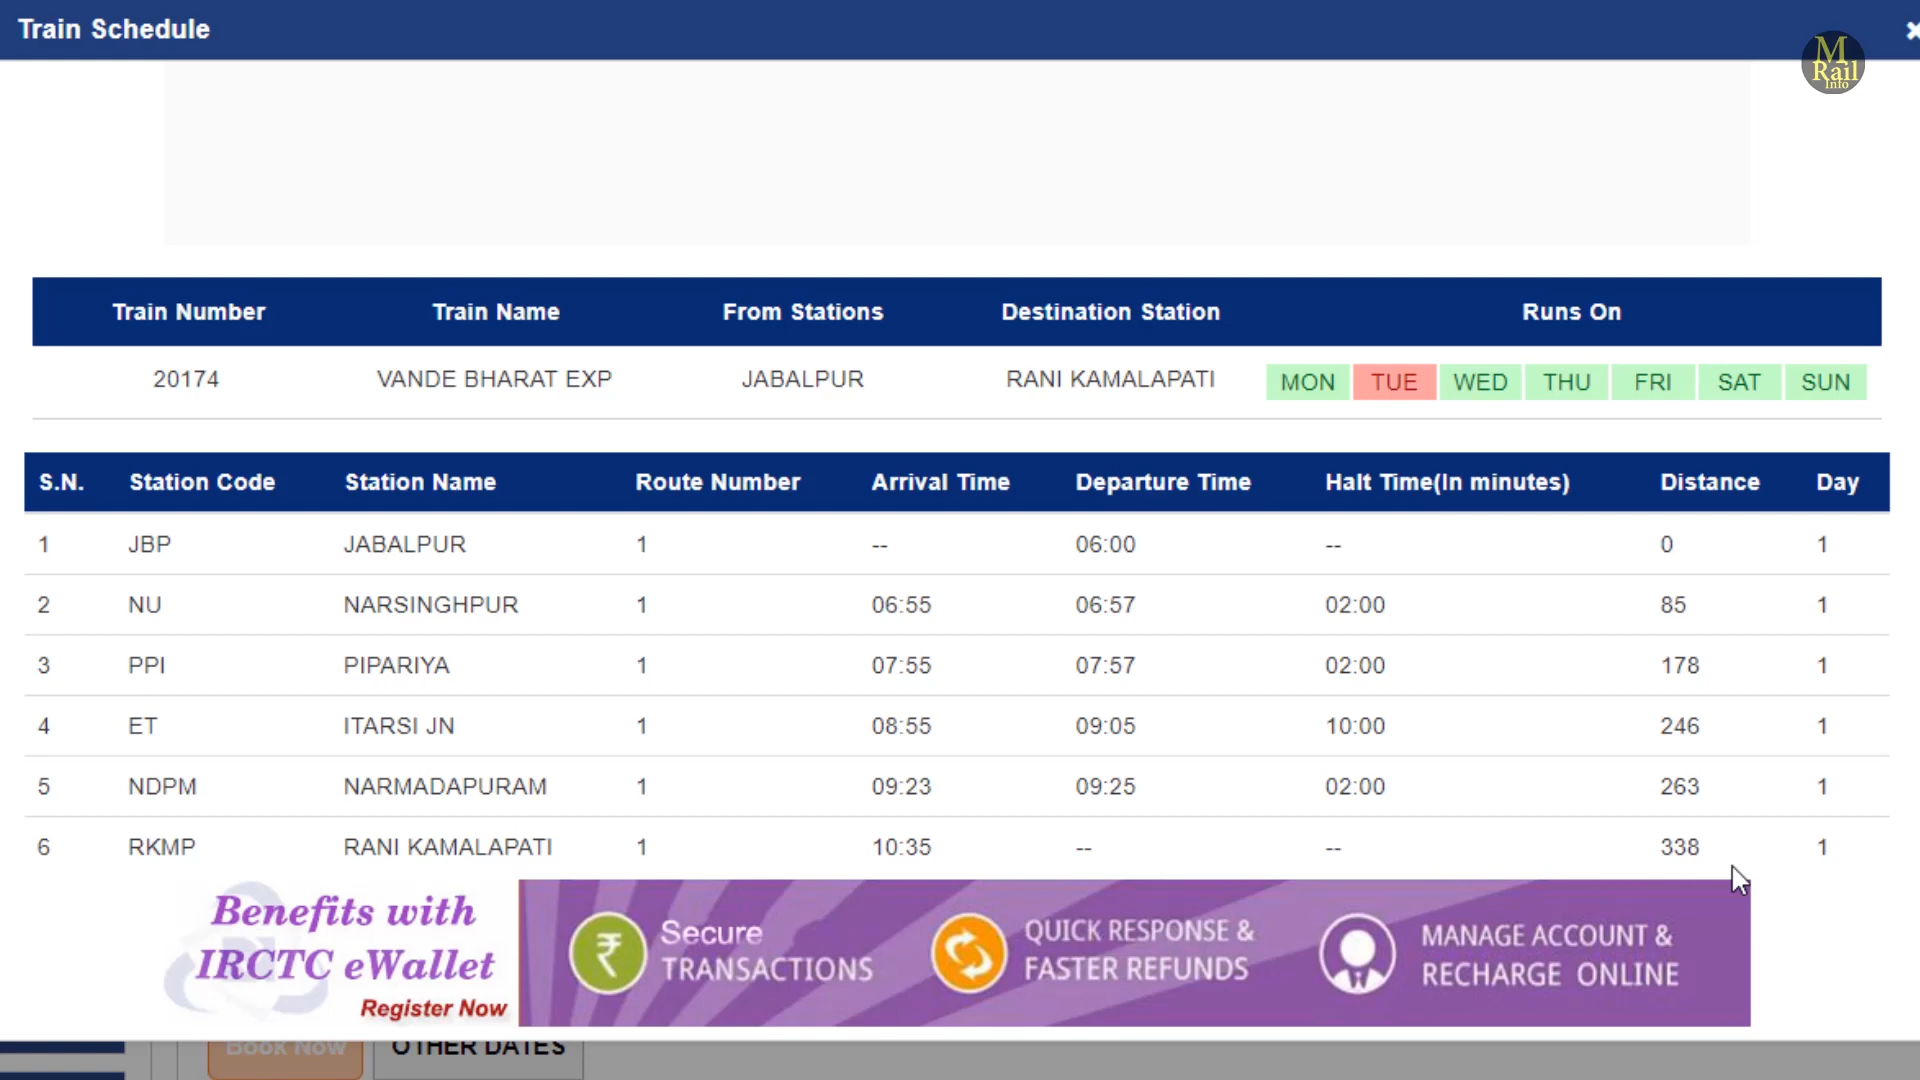 Train Schedule
M
Rail
Info
Train Number Train Name From Stations Destination Station Runs On
20174 VANDE BHARAT EXP JABALPUR RANI KAMALAPATI MON TUE WED THU FRI SAT SUN
S.N. Station Code Station Name Route Number Arrival Time Departure Time Halt Time(In minutes) Distance Day
1 JBP JABALPUR 1 -- 06:00 -- 0 1
2 NU NARSINGHPUR 1 06:55 06:57 02:00 85 1
3 PPI PIPARIYA 1 07:55 07:57 02:00 178 1
4 ET ITARSI JN 1 08:55 09:05 10:00 246 1
5 NDPM NARMADAPURAM 1 09:23 09:25 02:00 263 1
6 RKMP RANI KAMALAPATI 1 10:35 -- -- 338 1
Benefits with
IRCTC eWallet
Register Now
Secure
TRANSACTIONS
QUICK RESPONSE &
FASTER REFUNDS
MANAGE ACCOUNT &
RECHARGE ONLINE
Book Now OTHER DATES